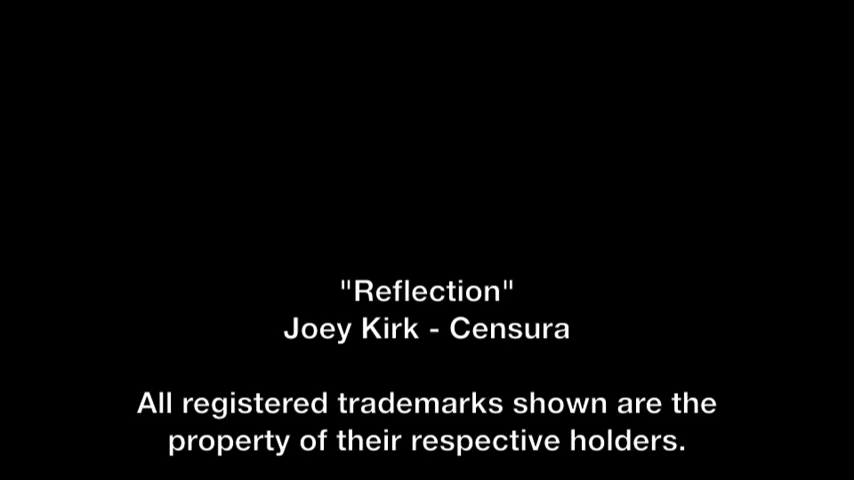 "Reflection"
Joey Kirk - Censura
All registered trademarks shown are the
property of their respective holders.